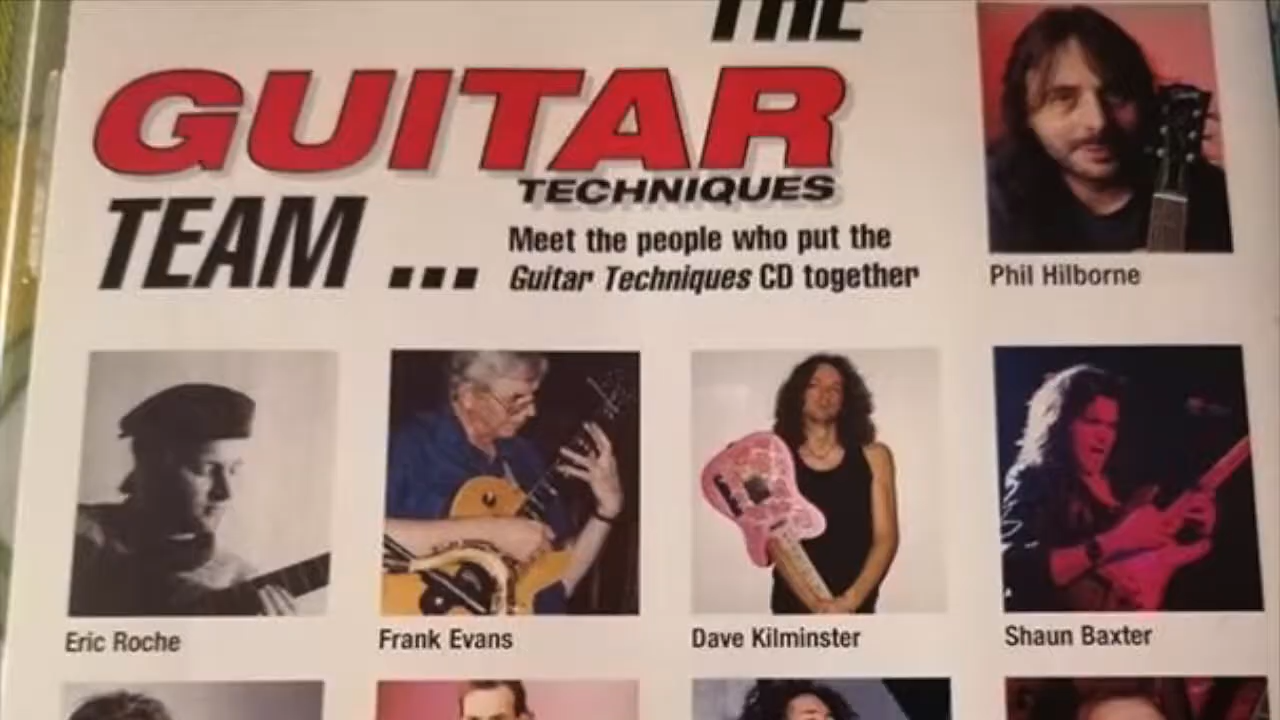 THE
GUITAR
TECHNIQUES
TEAM ...
Meet the people who put the
Guitar Techniques CD together
Phil Hilborne
Eric Roche
Frank Evans
Dave Kilminster
Shaun Baxter